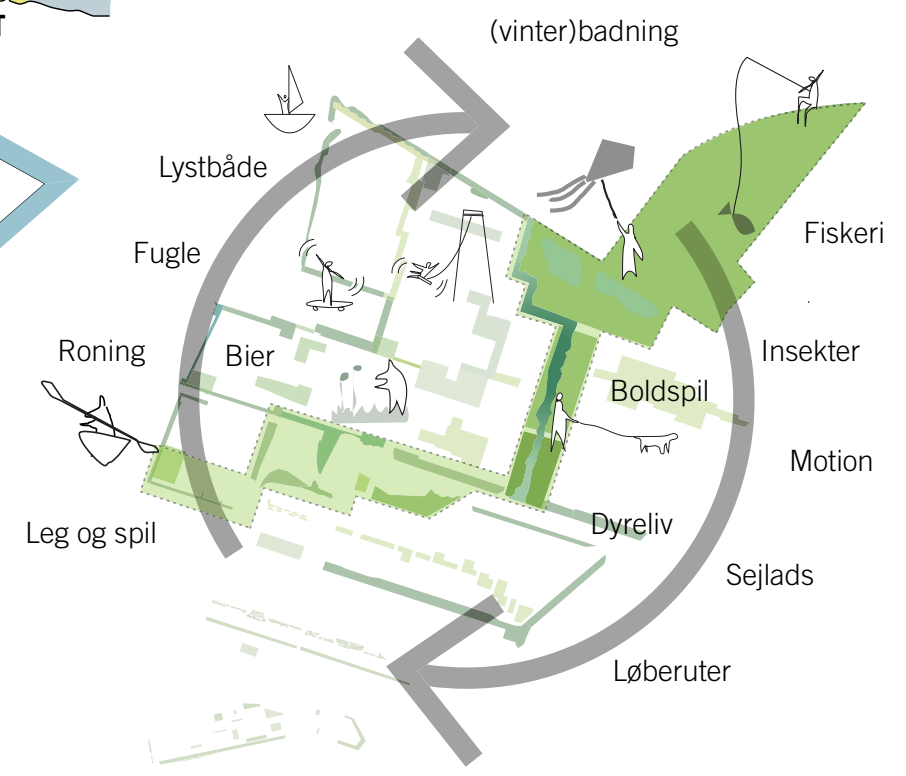 T
(vinter)badning
Lystbåde
Fugle
Fiskeri
Roning
Bier
Insekter
Boldspil
Motion
Leg og spil
Dyreliv
Sejlads
Løberuter